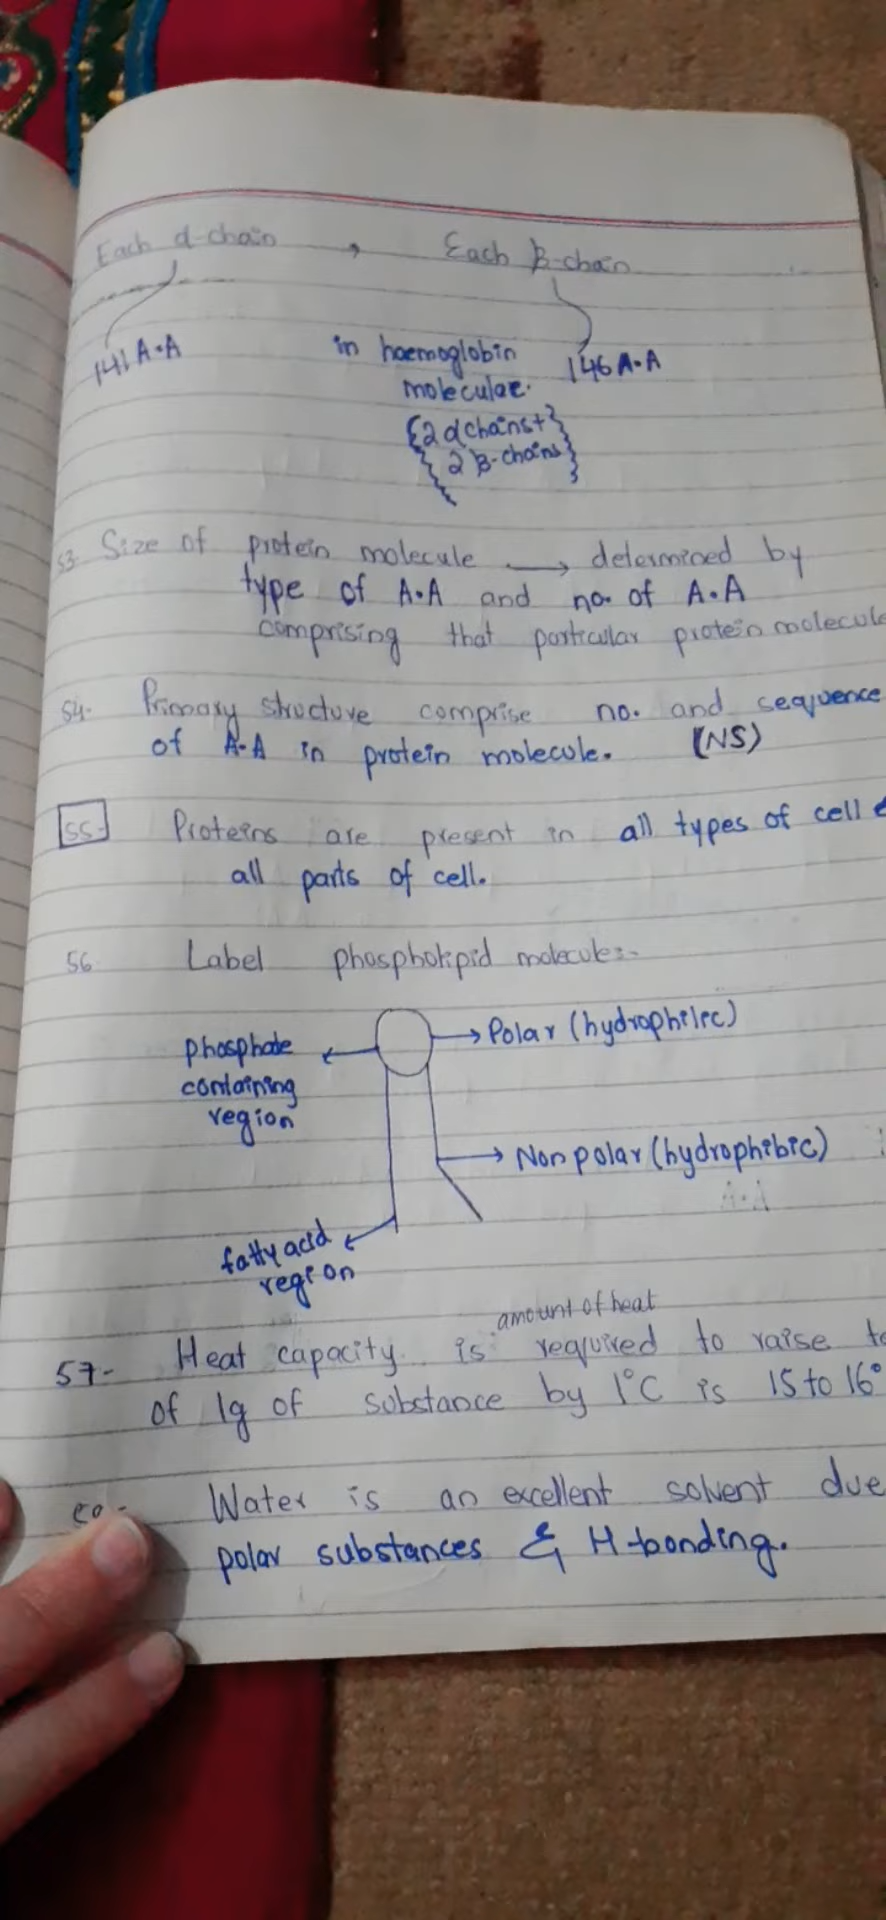 Each α-chain → Each β-chain
141 A.A
in haemoglobin 146 A.A
moleculae.
{2 α chains +}
{2 β-chains}
53. Size of protein molecule → determined by
type of A.A and no. of A.A
comprising that particular protein molecule
54. Primary structure comprise no. and sequence
of A.A in protein molecule. (NS)
55. Proteins are present in all types of cell &
all parts of cell.
56. Label phospholipid molecule:-
Phosphate ← → Polar (hydrophilic)
containing
region
→ Non polar (hydrophibic)
A.A
fatty acid ←
region
amount of heat
57- Heat capacity is required to raise te
of 1g of substance by 1°C is 15 to 16°
Water is an excellent solvent due
polar substances & H-bonding.